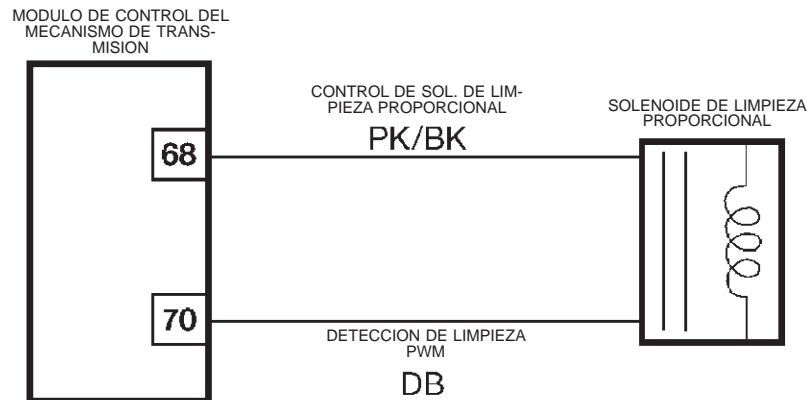 MODULO DE CONTROL DEL
MECANISMO DE TRANS-
MISION
CONTROL DE SOL. DE LIM-
PIEZA PROPORCIONAL
PK/BK
SOLENOIDE DE LIMPIEZA
PROPORCIONAL
68
70
DETECCION DE LIMPIEZA
PWM
DB